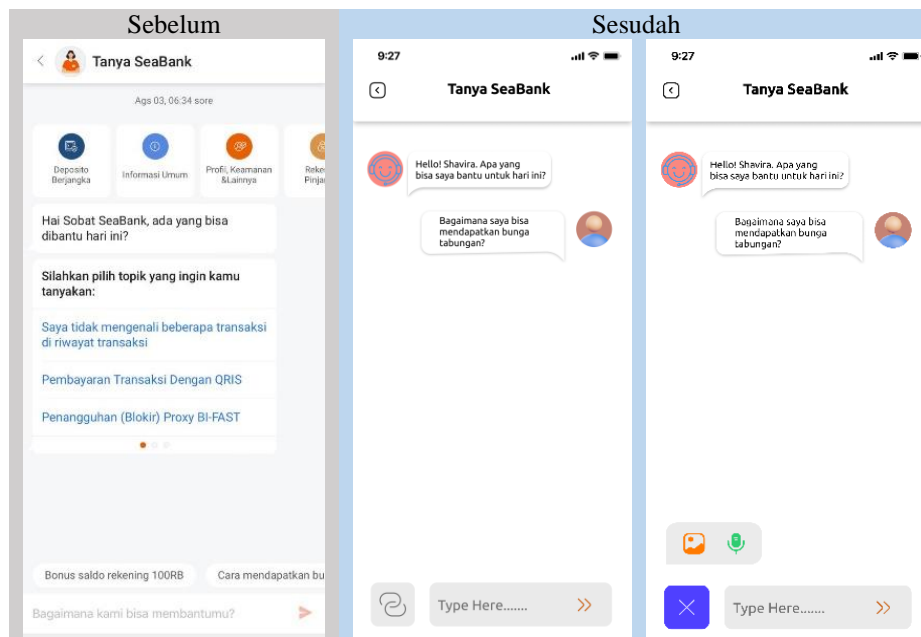 Sebelum
Sesudah
Tanya SeaBank
Ags 03, 06:34 sore
Deposito
Berjangka
Informasi Umum
Profil, Keamanan
&Lainnya
Reke
Pinja
Hai Sobat SeaBank, ada yang bisa
dibantu hari ini?
Silahkan pilih topik yang ingin kamu
tanyakan:
Saya tidak mengenali beberapa transaksi
di riwayat transaksi
Pembayaran Transaksi Dengan QRIS
Penangguhan (Blokir) Proxy BI-FAST
Bonus saldo rekening 100RB
Cara mendapatkan bu
Bagaimana kami bisa membantumu?
9:27
Tanya SeaBank
Hello! Shavira. Apa yang
bisa saya bantu untuk hari ini?
Bagaimana saya bisa
mendapatkan bunga
tabungan?
Type Here.......
9:27
Tanya SeaBank
Hello! Shavira. Apa yang
bisa saya bantu untuk hari ini?
Bagaimana saya bisa
mendapatkan bunga
tabungan?
Type Here.......